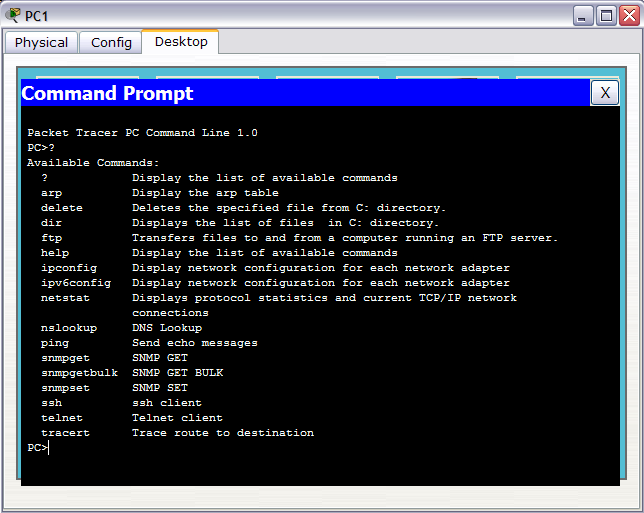 PC1
Physical Config Desktop
Command Prompt X
Packet Tracer PC Command Line 1.0
PC>?
Available Commands:
? Display the list of available commands
arp Display the arp table
delete Deletes the specified file from C: directory.
dir Displays the list of files  in C: directory.
ftp Transfers files to and from a computer running an FTP server.
help Display the list of available commands
ipconfig Display network configuration for each network adapter
ipv6config Display network configuration for each network adapter
netstat Displays protocol statistics and current TCP/IP network
connections
nslookup DNS Lookup
ping Send echo messages
snmpget SNMP GET
snmpgetbulk SNMP GET BULK
snmpset SNMP SET
ssh ssh client
telnet Telnet client
tracert Trace route to destination
PC>